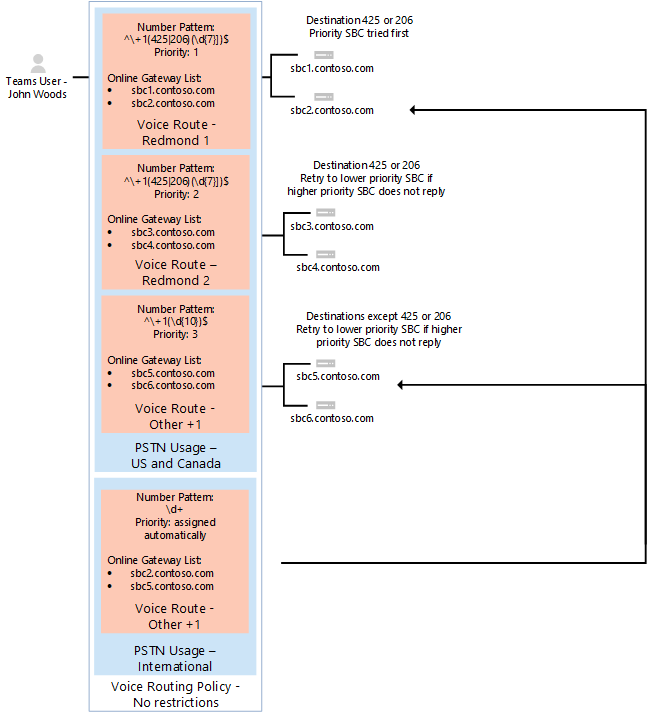 Teams User -
John Woods
Number Pattern:
^\+1(425|206)(\d{7})$
Priority: 1
Online Gateway List:
• sbc1.contoso.com
• sbc2.contoso.com
Voice Route -
Redmond 1
Number Pattern:
^\+1(425|206)(\d{7})$
Priority: 2
Online Gateway List:
• sbc3.contoso.com
• sbc4.contoso.com
Voice Route –
Redmond 2
Number Pattern:
^\+1(\d{10})$
Priority: 3
Online Gateway List:
• sbc5.contoso.com
• sbc6.contoso.com
Voice Route -
Other +1
PSTN Usage –
US and Canada
Number Pattern:
\d+
Priority: assigned
automatically
Online Gateway List:
• sbc2.contoso.com
• sbc5.contoso.com
Voice Route -
Other +1
PSTN Usage –
International
Voice Routing Policy -
No restrictions
Destination 425 or 206
Priority SBC tried first
sbc1.contoso.com
sbc2.contoso.com
Destination 425 or 206
Retry to lower priority SBC if
higher priority SBC does not reply
sbc3.contoso.com
sbc4.contoso.com
Destinations except 425 or 206
Retry to lower priority SBC if higher
priority SBC does not reply
sbc5.contoso.com
sbc6.contoso.com